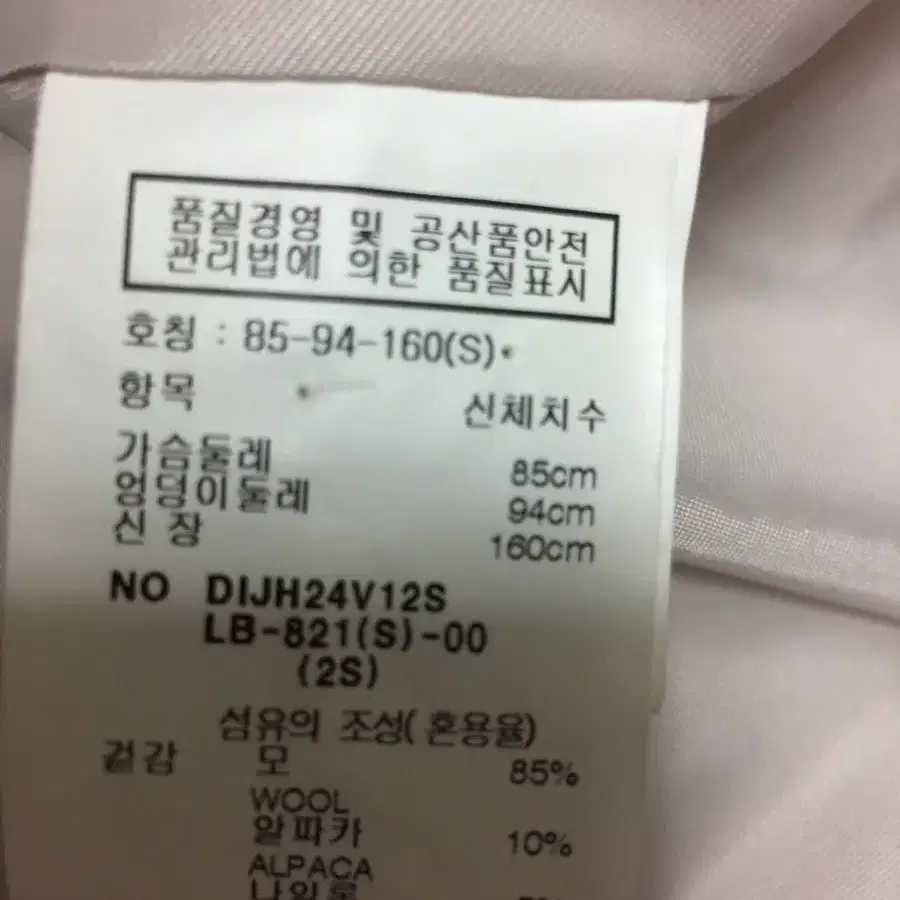 품질경영 및 공산품안전
관리법에 의한 품질표시
호칭 : 85-94-160(S)
항목 신체치수
가슴둘레 85cm
엉덩이둘레 94cm
신 장 160cm
NO DIJH24V12S
LB-821(S)-00
(2S)
섬유의 조성( 혼용율)
겉감 모 85%
WOOL
알파카 10%
ALPACA
나일론